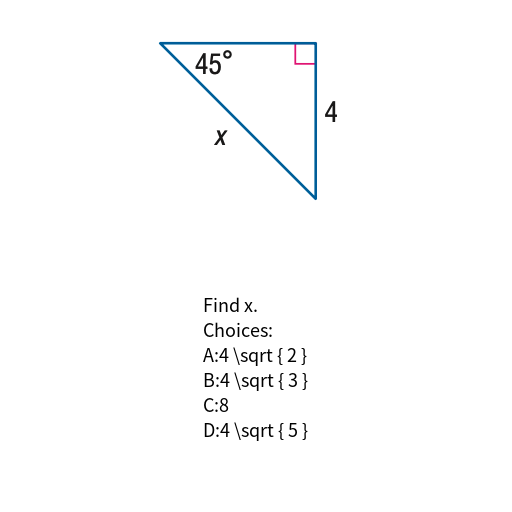 45°
4
x
Find x.
Choices:
A:4 \sqrt { 2 }
B:4 \sqrt { 3 }
C:8
D:4 \sqrt { 5 }